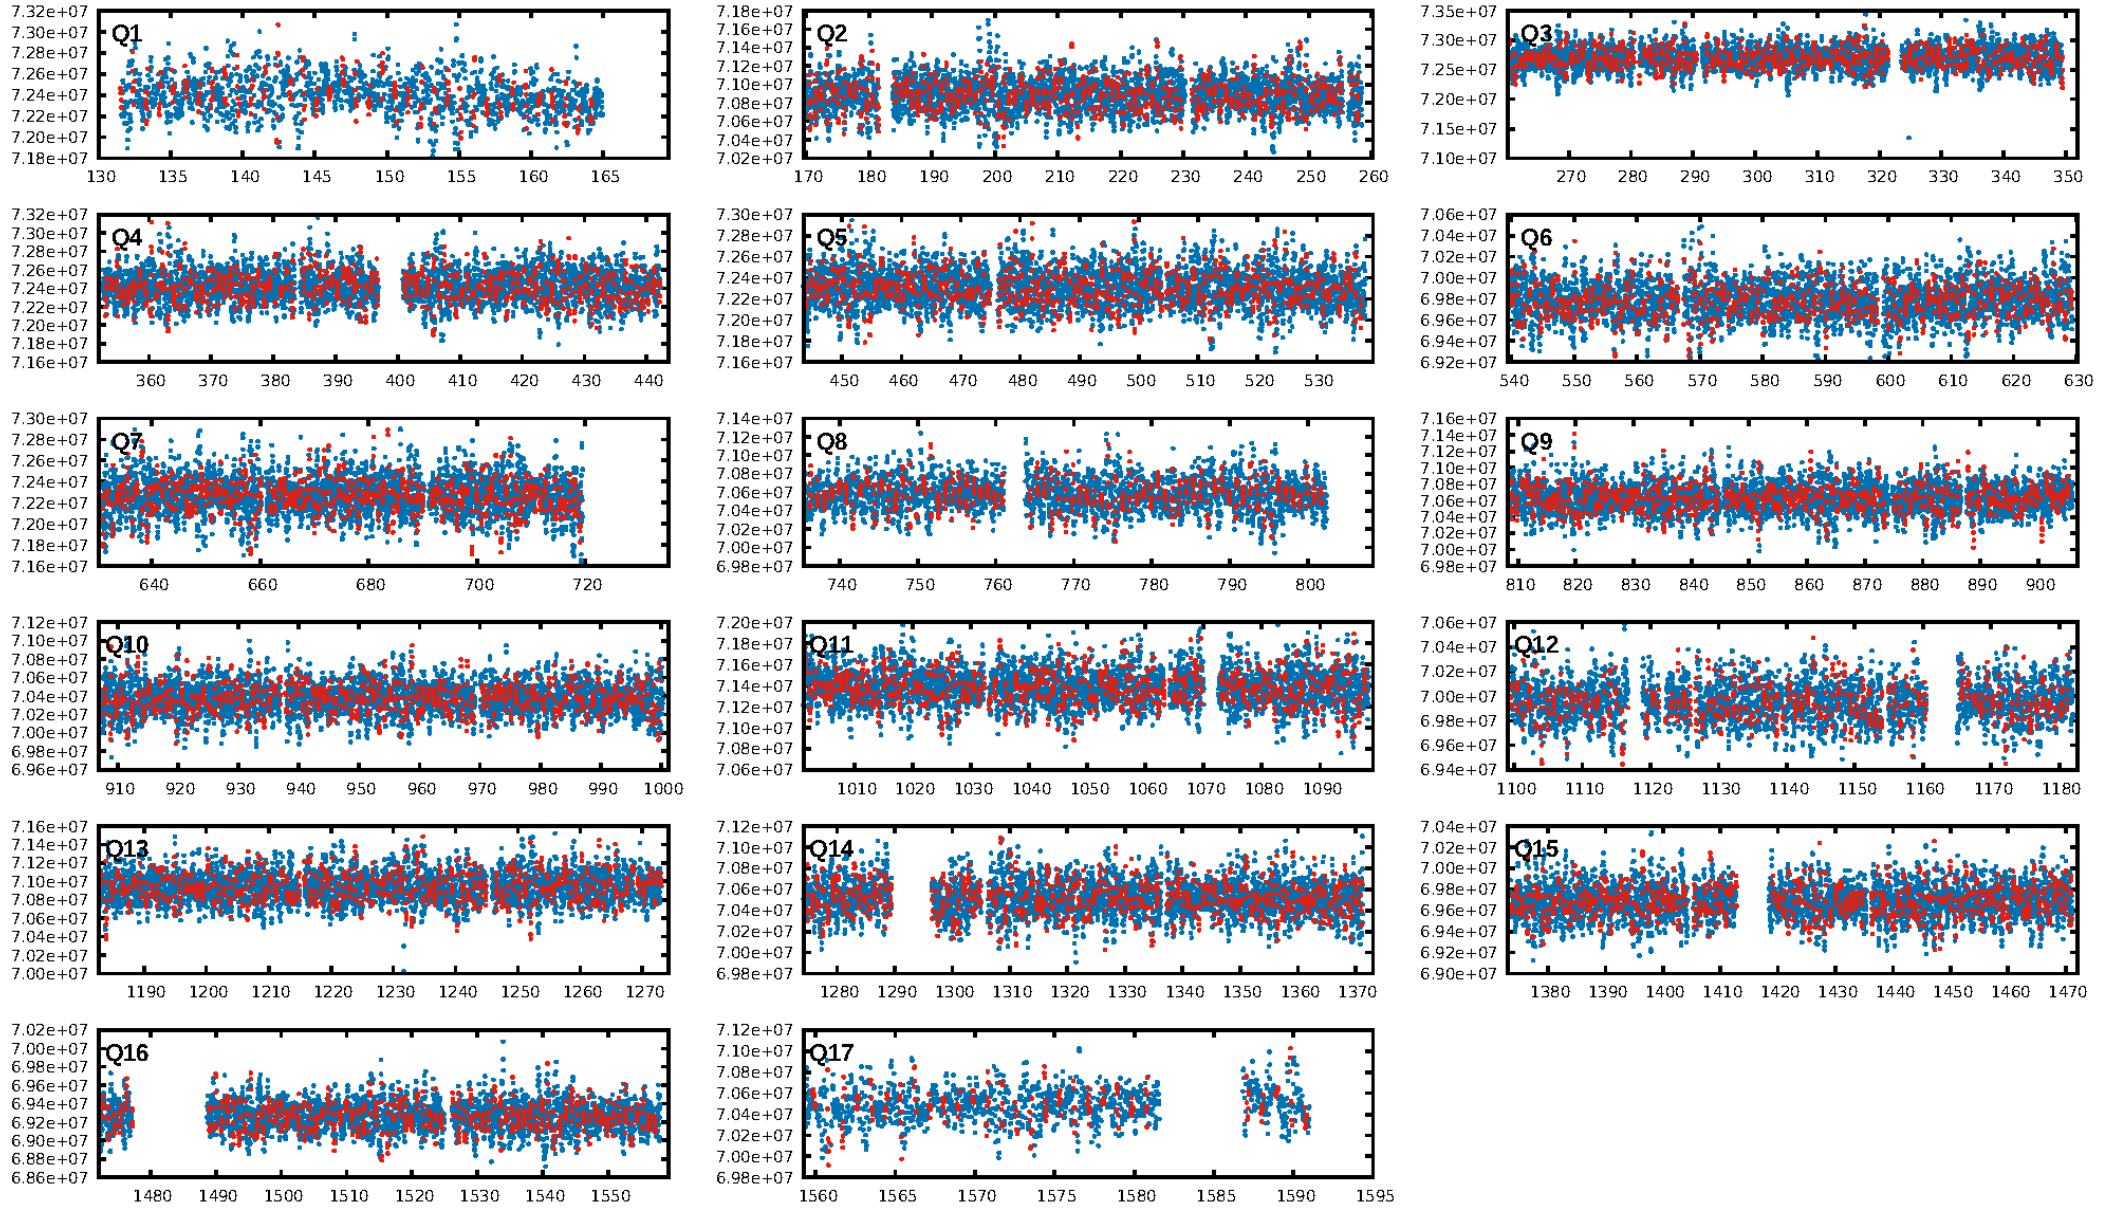 Q1
7.32e+07
7.30e+07
7.28e+07
7.26e+07
7.24e+07
7.22e+07
7.20e+07
7.18e+07
130 135 140 145 150 155 160 165
Q2
7.18e+07
7.16e+07
7.14e+07
7.12e+07
7.10e+07
7.08e+07
7.06e+07
7.04e+07
7.02e+07
170 180 190 200 210 220 230 240 250 260
Q3
7.35e+07
7.30e+07
7.25e+07
7.20e+07
7.15e+07
7.10e+07
270 280 290 300 310 320 330 340 350
Q4
7.32e+07
7.30e+07
7.28e+07
7.26e+07
7.24e+07
7.22e+07
7.20e+07
7.18e+07
7.16e+07
360 370 380 390 400 410 420 430 440
Q5
7.30e+07
7.28e+07
7.26e+07
7.24e+07
7.22e+07
7.20e+07
7.18e+07
7.16e+07
450 460 470 480 490 500 510 520 530
Q6
7.06e+07
7.04e+07
7.02e+07
7.00e+07
6.98e+07
6.96e+07
6.94e+07
6.92e+07
540 550 560 570 580 590 600 610 620 630
Q7
7.30e+07
7.28e+07
7.26e+07
7.24e+07
7.22e+07
7.20e+07
7.18e+07
7.16e+07
640 660 680 700 720
Q8
7.14e+07
7.12e+07
7.10e+07
7.08e+07
7.06e+07
7.04e+07
7.02e+07
7.00e+07
6.98e+07
740 750 760 770 780 790 800
Q9
7.16e+07
7.14e+07
7.12e+07
7.10e+07
7.08e+07
7.06e+07
7.04e+07
7.02e+07
7.00e+07
6.98e+07
810 820 830 840 850 860 870 880 890 900
Q10
7.12e+07
7.10e+07
7.08e+07
7.06e+07
7.04e+07
7.02e+07
7.00e+07
6.98e+07
6.96e+07
910 920 930 940 950 960 970 980 990 1000
Q11
7.20e+07
7.18e+07
7.16e+07
7.14e+07
7.12e+07
7.10e+07
7.08e+07
7.06e+07
1010 1020 1030 1040 1050 1060 1070 1080 1090
Q12
7.06e+07
7.04e+07
7.02e+07
7.00e+07
6.98e+07
6.96e+07
6.94e+07
1100 1110 1120 1130 1140 1150 1160 1170 1180
Q13
7.16e+07
7.14e+07
7.12e+07
7.10e+07
7.08e+07
7.06e+07
7.04e+07
7.02e+07
7.00e+07
1190 1200 1210 1220 1230 1240 1250 1260 1270
Q14
7.12e+07
7.10e+07
7.08e+07
7.06e+07
7.04e+07
7.02e+07
7.00e+07
6.98e+07
1280 1290 1300 1310 1320 1330 1340 1350 1360 1370
Q15
7.04e+07
7.02e+07
7.00e+07
6.98e+07
6.96e+07
6.94e+07
6.92e+07
6.90e+07
1380 1390 1400 1410 1420 1430 1440 1450 1460 1470
Q16
7.02e+07
7.00e+07
6.98e+07
6.96e+07
6.94e+07
6.92e+07
6.90e+07
6.88e+07
6.86e+07
1480 1490 1500 1510 1520 1530 1540 1550
Q17
7.12e+07
7.10e+07
7.08e+07
7.06e+07
7.04e+07
7.02e+07
7.00e+07
6.98e+07
1560 1565 1570 1575 1580 1585 1590 1595